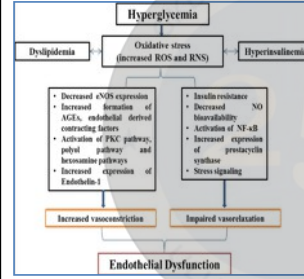 Hyperglycemia
Dyslipidemia
Oxidative stress
(increased ROS and RNS)
Hyperinsulinemi
• Decreased eNOS expression
• Increased formation of
AGEs, endothelial derived
contracting factors
• Activation of PKC pathway,
polyol pathway and
hexosamine pathways
• Increased expression of
Endothelin-1
• Insulin resistance
• Decreased NO
bioavailability
• Activation of NF-κB
• Increased expression
of prostacyclin
synthase
• Stress signaling
Increased vasoconstriction
Impaired vasorelaxation
Endothelial Dysfunction